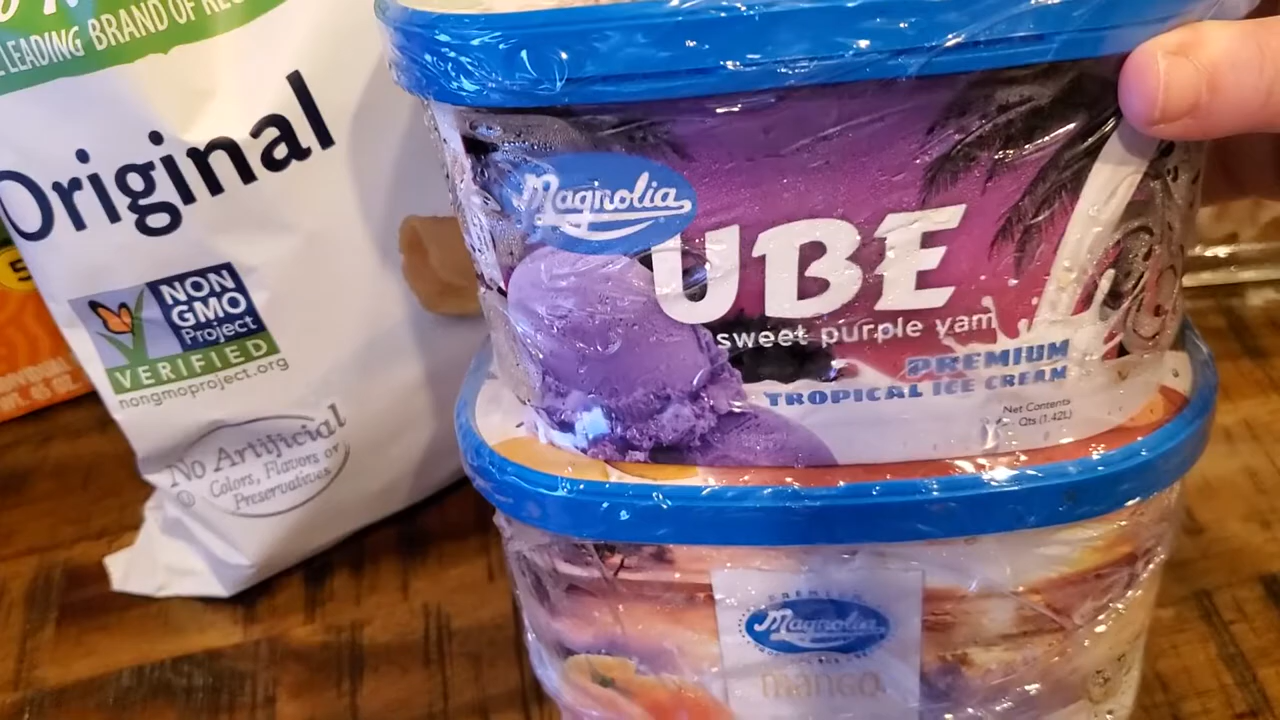 LEADING BRAND OF
Original
NON
GMO
Project
VERIFIED
nongmoproject.org
No Artificial
Colors, Flavors or
Preservatives
Magnolia
UBE
sweet purple yam
PREMIUM
TROPICAL ICE CREAM
Net Contents
Qts (1.42L)
PREMIUM
Magnolia
mango